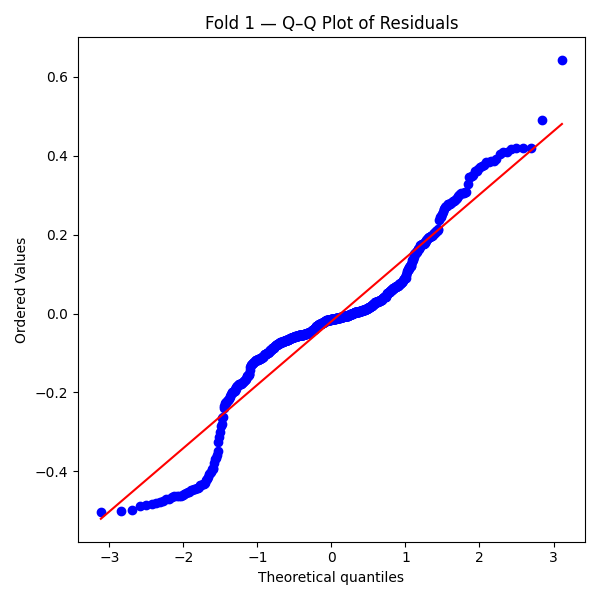 Fold 1 — Q–Q Plot of Residuals
Ordered Values
0.6
0.4
0.2
0.0
−0.2
−0.4
−3 −2 −1 0 1 2 3
Theoretical quantiles